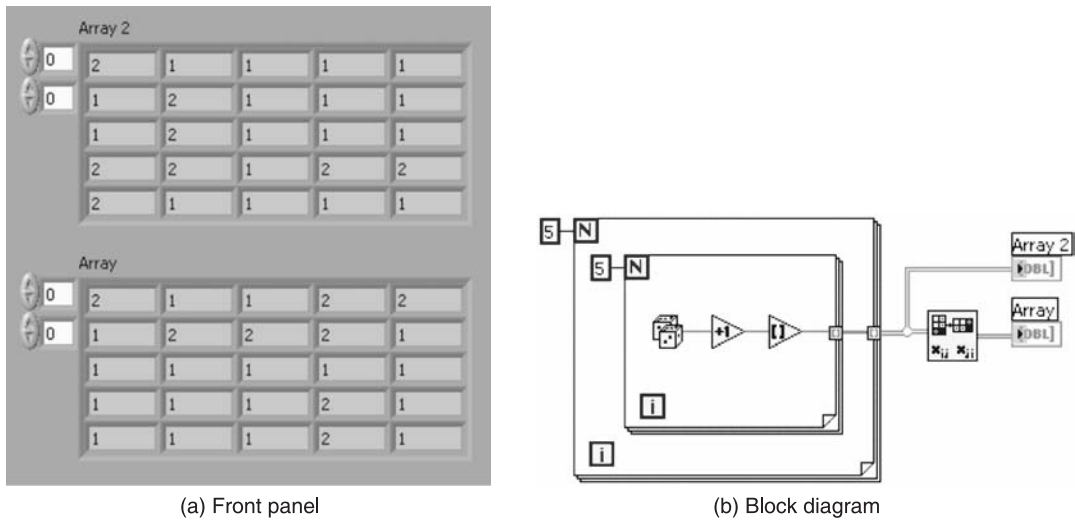 Array 2
0 2 1 1 1 1
0 1 2 1 1 1
1 2 1 1 1
2 2 1 2 2
2 1 1 1 1
Array
0 2 1 1 2 2
0 1 2 2 2 1
1 1 1 1 1
1 1 1 2 1
1 1 1 2 1
(a) Front panel
5 N
5 N
+1 [ ]
i
i
Array 2
DBL]
Array
DBL]
xij xji
(b) Block diagram